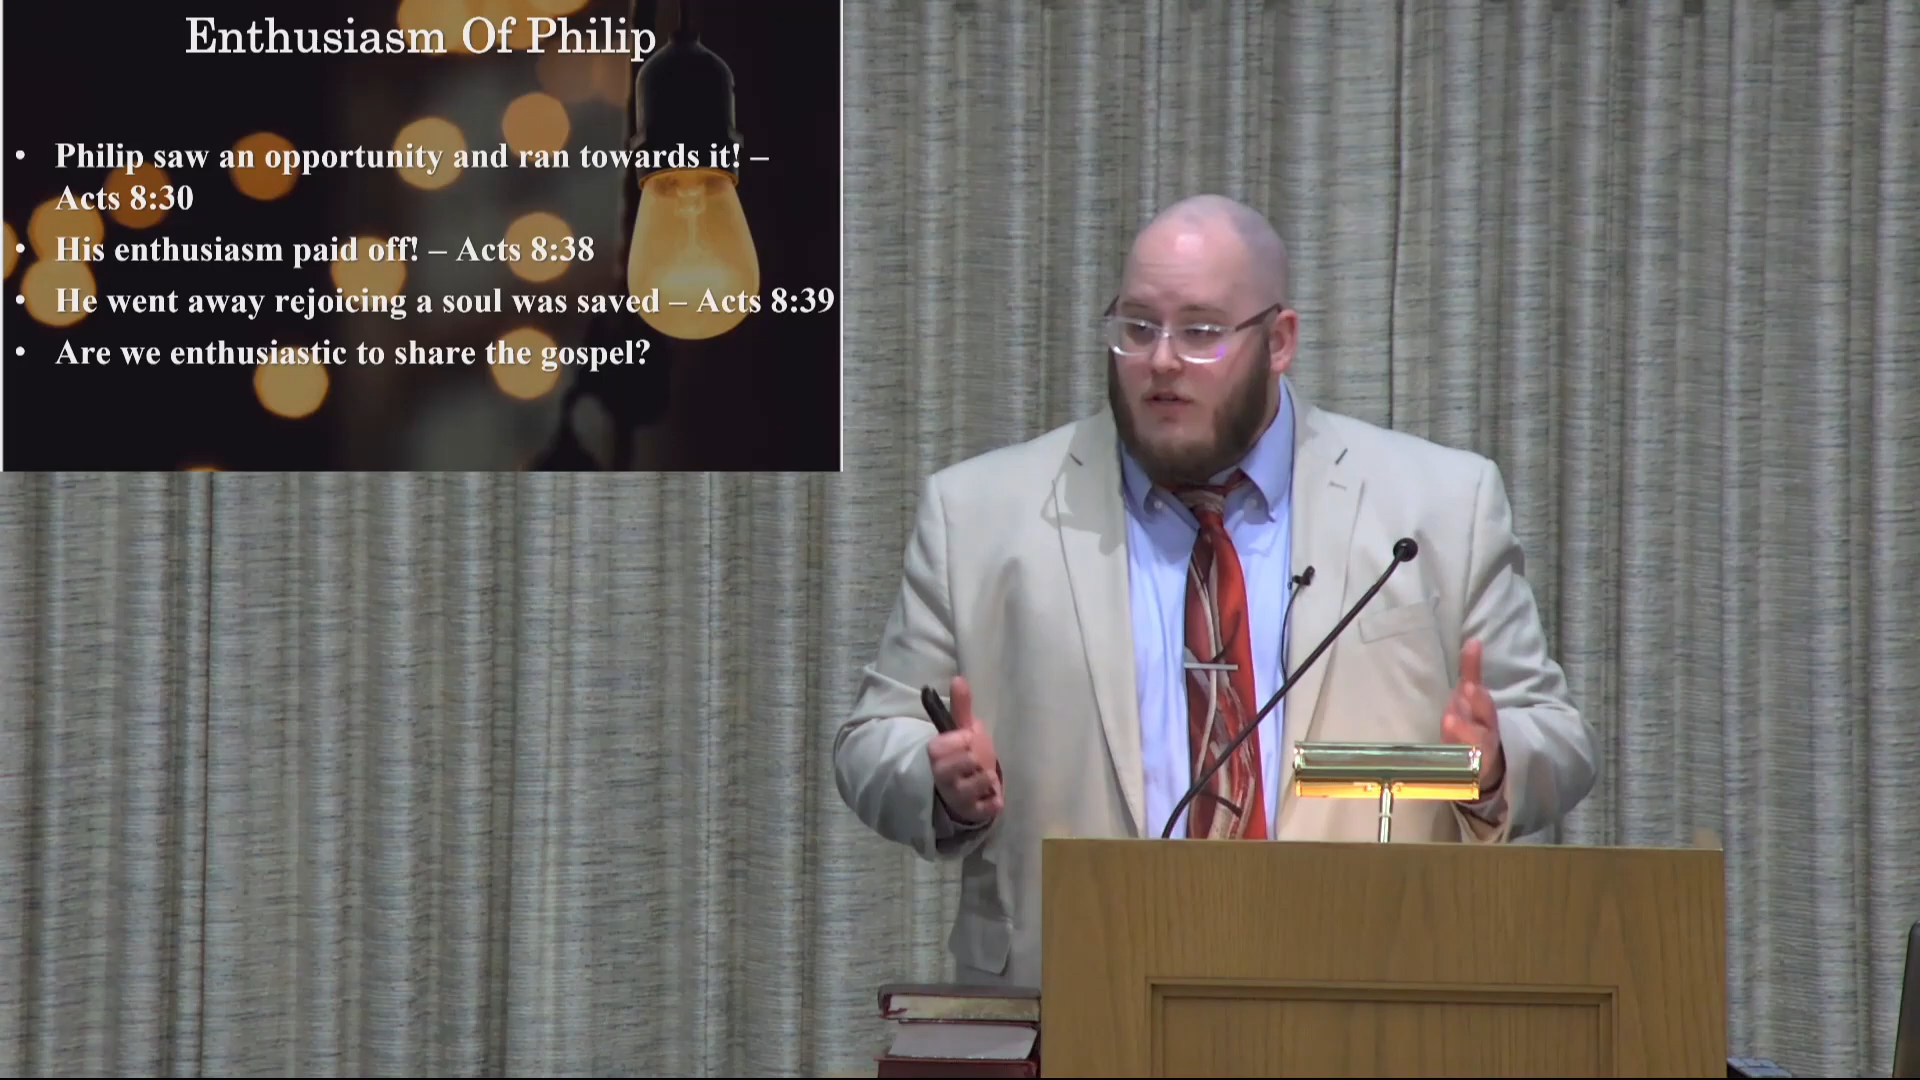 Enthusiasm Of Philip
• Philip saw an opportunity and ran towards it! –
Acts 8:30
• His enthusiasm paid off! – Acts 8:38
• He went away rejoicing a soul was saved – Acts 8:39
• Are we enthusiastic to share the gospel?